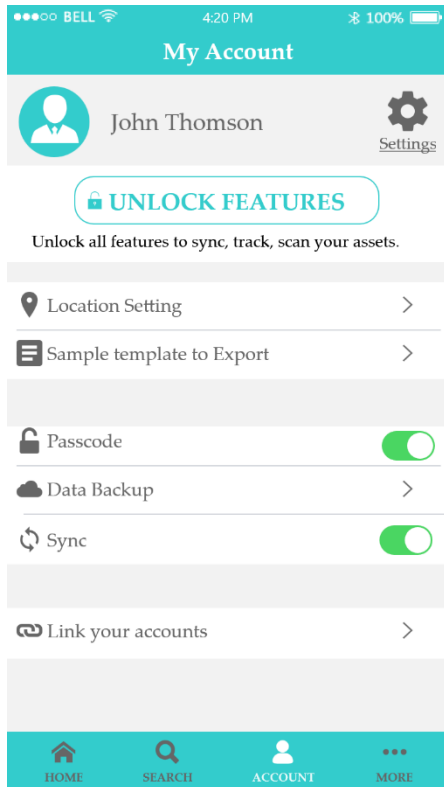 BELL 4:20 PM 100%
My Account
John Thomson
Settings
UNLOCK FEATURES
Unlock all features to sync, track, scan your assets.
Location Setting
Sample template to Export
Passcode
Data Backup
Sync
Link your accounts
HOME SEARCH ACCOUNT MORE